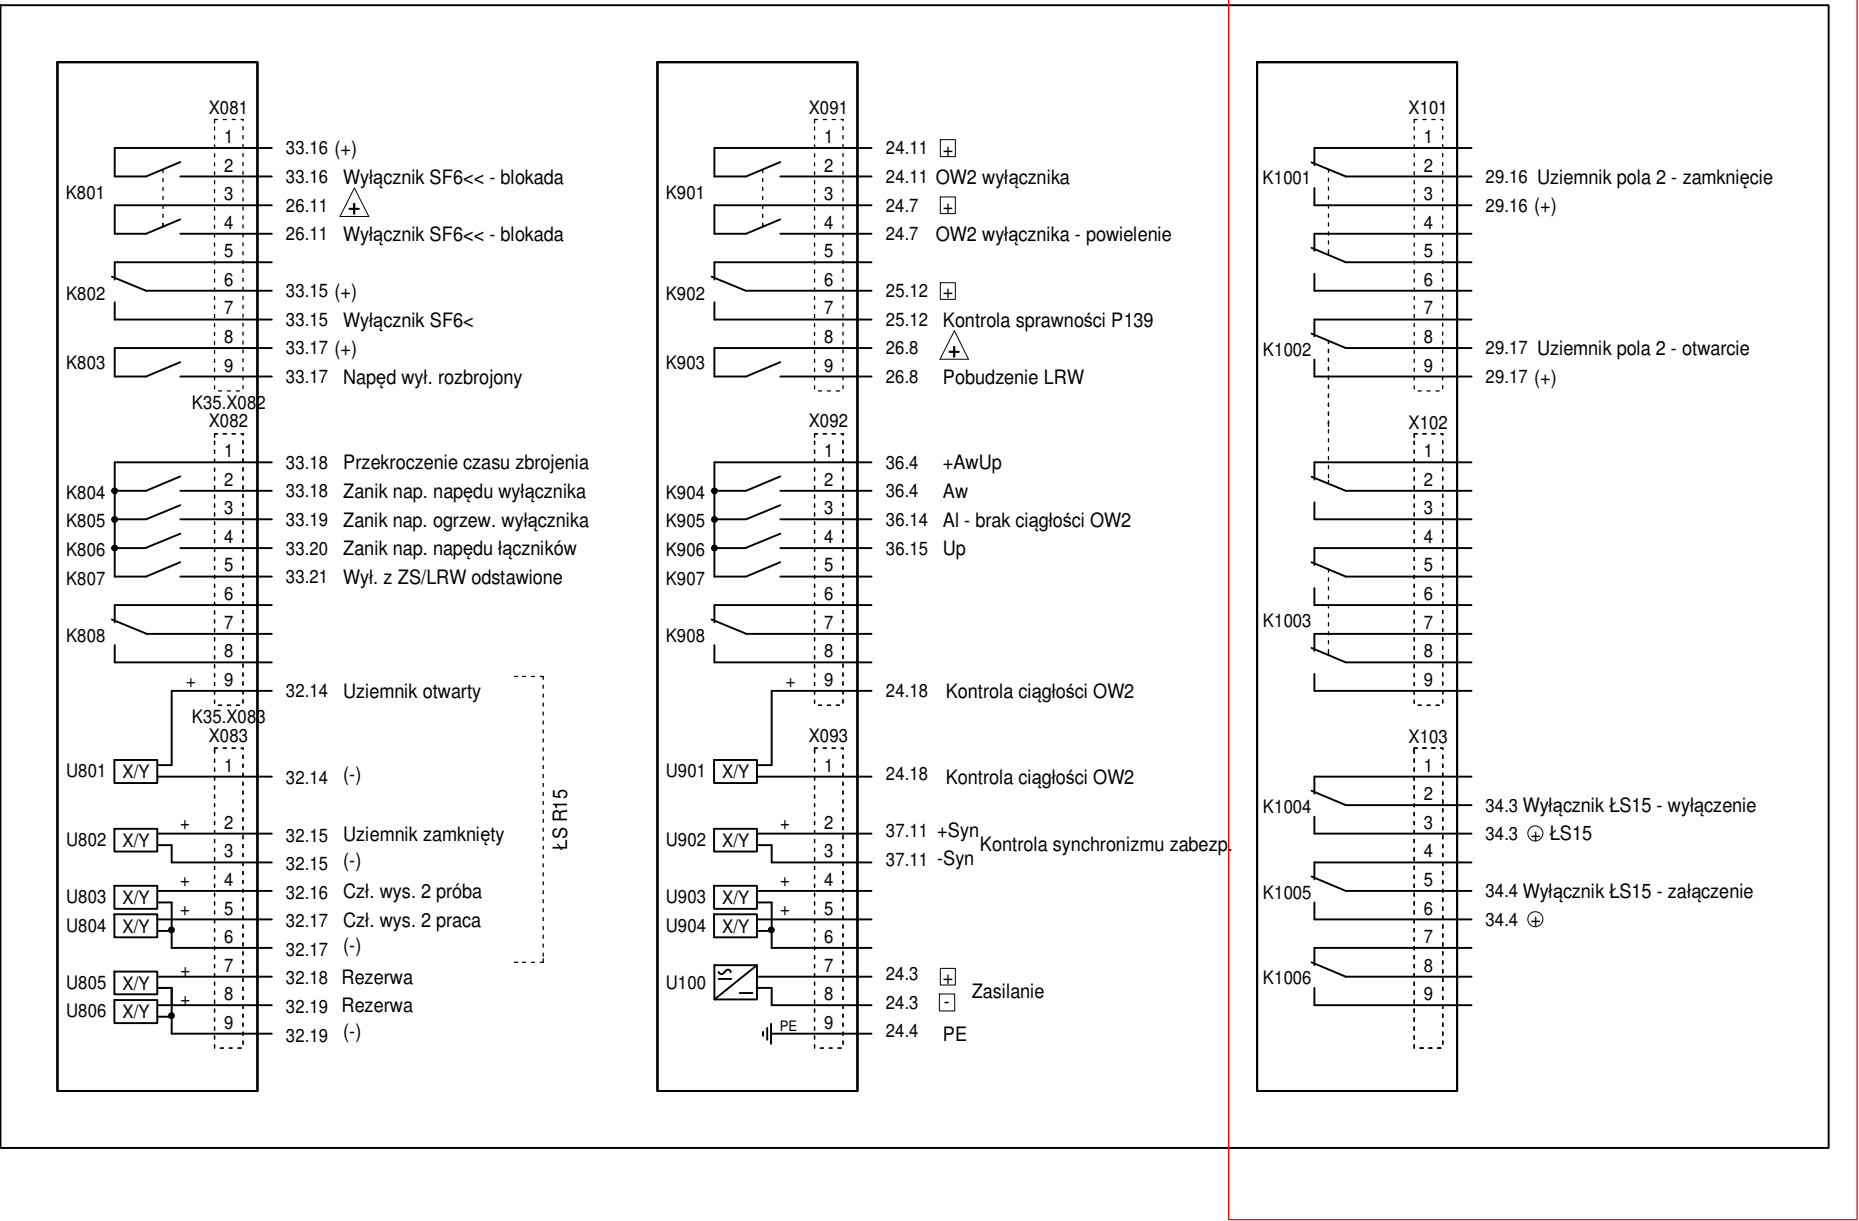 X081
1
33.16 (+)
2
33.16 Wyłącznik SF6<< - blokada
K801
3
26.11 +
4
26.11 Wyłącznik SF6<< - blokada
5
6
K802
33.15 (+)
7
33.15 Wyłącznik SF6<
8
33.17 (+)
K803
9
33.17 Napęd wył. rozbrojony
K35.X082
X082
1
33.18 Przekroczenie czasu zbrojenia
2
K804
33.18 Zanik nap. napędu wyłącznika
3
K805
33.19 Zanik nap. ogrzew. wyłącznika
4
K806
33.20 Zanik nap. napędu łączników
5
K807
33.21 Wył. z ZS/LRW odstawione
6
7
K808
8
+ 9
32.14 Uziemnik otwarty
K35.X083
X083
U801 X/Y
1
32.14 (-)
+ 2
32.15 Uziemnik zamknięty
U802 X/Y
3
32.15 (-)
+ 4
32.16 Czł. wys. 2 próba
U803 X/Y
+ 5
32.17 Czł. wys. 2 praca
U804 X/Y
6
32.17 (-)
ŁS R15
+ 7
32.18 Rezerwa
U805 X/Y
+ 8
32.19 Rezerwa
U806 X/Y
9
32.19 (-)
X091
1
24.11 +
2
24.11 OW2 wyłącznika
K901
3
24.7 +
4
24.7 OW2 wyłącznika - powielenie
5
6
K902
25.12 +
7
25.12 Kontrola sprawności P139
8
26.8 +
K903
9
26.8 Pobudzenie LRW
X092
1
36.4 +AwUp
2
K904
36.4 Aw
3
K905
36.14 Al - brak ciągłości OW2
4
K906
36.15 Up
5
K907
6
7
K908
8
+ 9
24.18 Kontrola ciągłości OW2
X093
U901 X/Y
1
24.18 Kontrola ciągłości OW2
+ 2
37.11 +Syn
U902 X/Y
Kontrola synchronizmu zabezp.
3
37.11 -Syn
+ 4
U903 X/Y
+ 5
U904 X/Y
6
7
24.3 +
U100
Zasilanie
8
24.3 -
PE 9
24.4 PE
X101
1
2
K1001
29.16 Uziemnik pola 2 - zamknięcie
3
29.16 (+)
4
5
6
7
8
K1002
29.17 Uziemnik pola 2 - otwarcie
9
29.17 (+)
X102
1
2
3
4
5
6
K1003
7
8
9
X103
1
2
K1004
34.3 Wyłącznik ŁS15 - wyłączenie
3
34.3 + ŁS15
4
5
K1005
34.4 Wyłącznik ŁS15 - załączenie
6
34.4 +
7
8
K1006
9